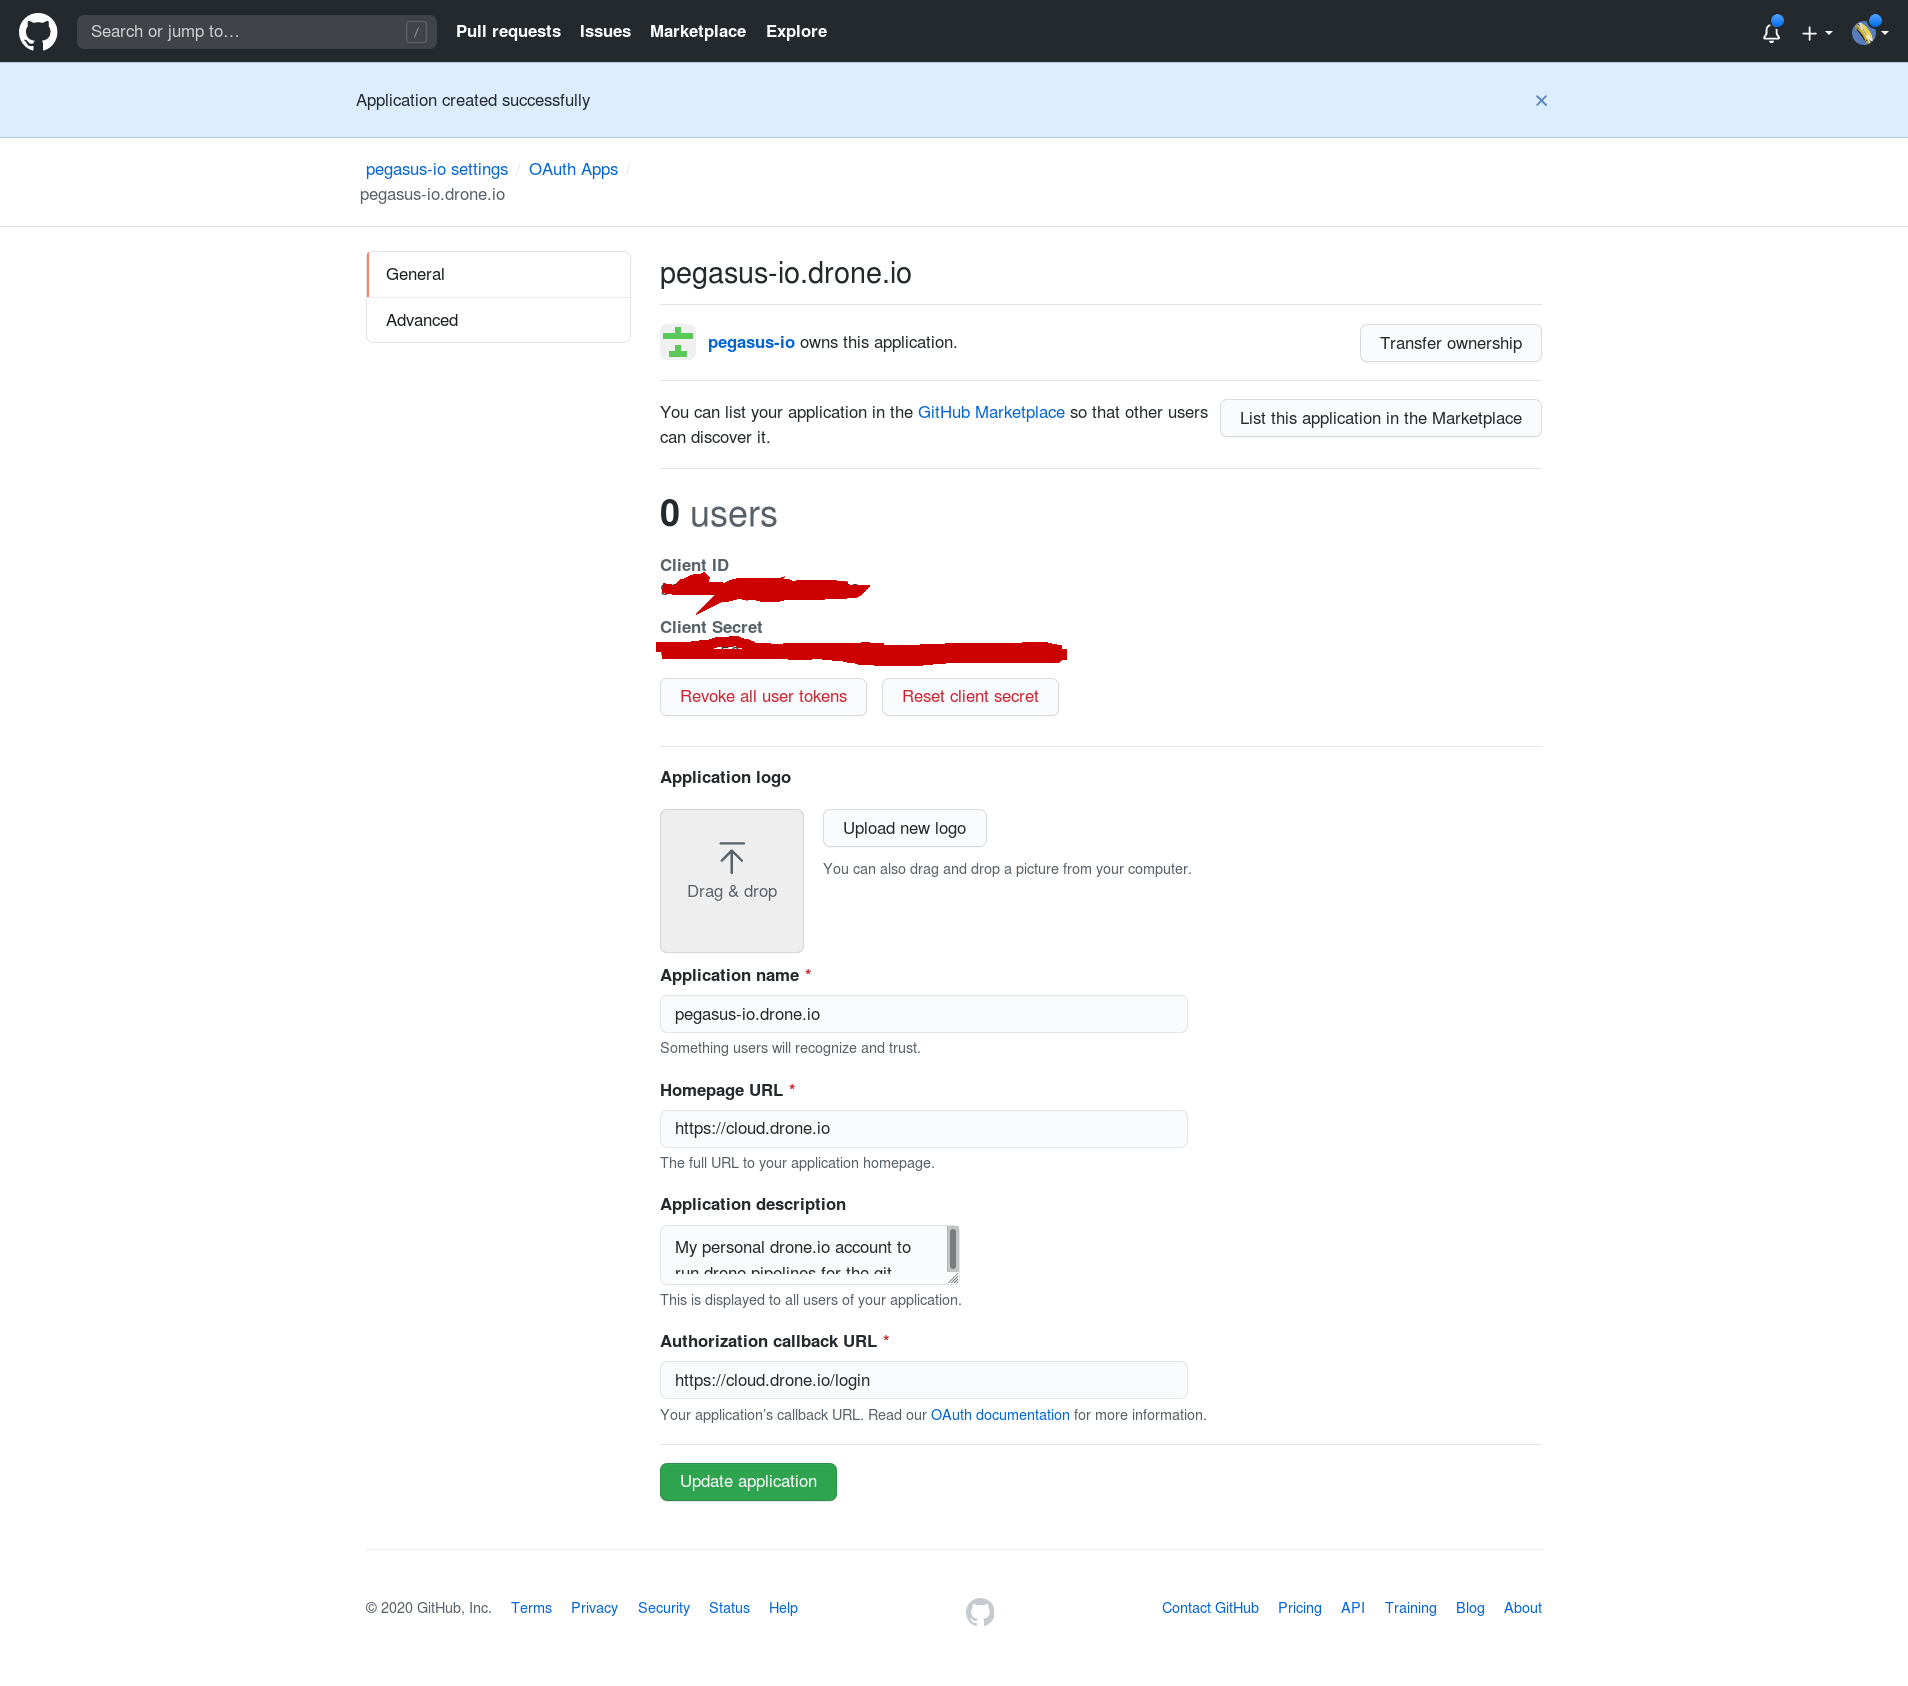 Search or jump to…
/
Pull requests
Issues
Marketplace
Explore
Application created successfully
pegasus-io settings / OAuth Apps /
pegasus-io.drone.io
General
Advanced
pegasus-io.drone.io
pegasus-io owns this application.
Transfer ownership
You can list your application in the GitHub Marketplace so that other users
can discover it.
List this application in the Marketplace
0 users
Client ID
Client Secret
Revoke all user tokens
Reset client secret
Application logo
Drag & drop
Upload new logo
You can also drag and drop a picture from your computer.
Application name *
pegasus-io.drone.io
Something users will recognize and trust.
Homepage URL *
https://cloud.drone.io
The full URL to your application homepage.
Application description
My personal drone.io account to
run drone pipelines for the git
This is displayed to all users of your application.
Authorization callback URL *
https://cloud.drone.io/login
Your application’s callback URL. Read our OAuth documentation for more information.
Update application
© 2020 GitHub, Inc.
Terms
Privacy
Security
Status
Help
Contact GitHub
Pricing
API
Training
Blog
About